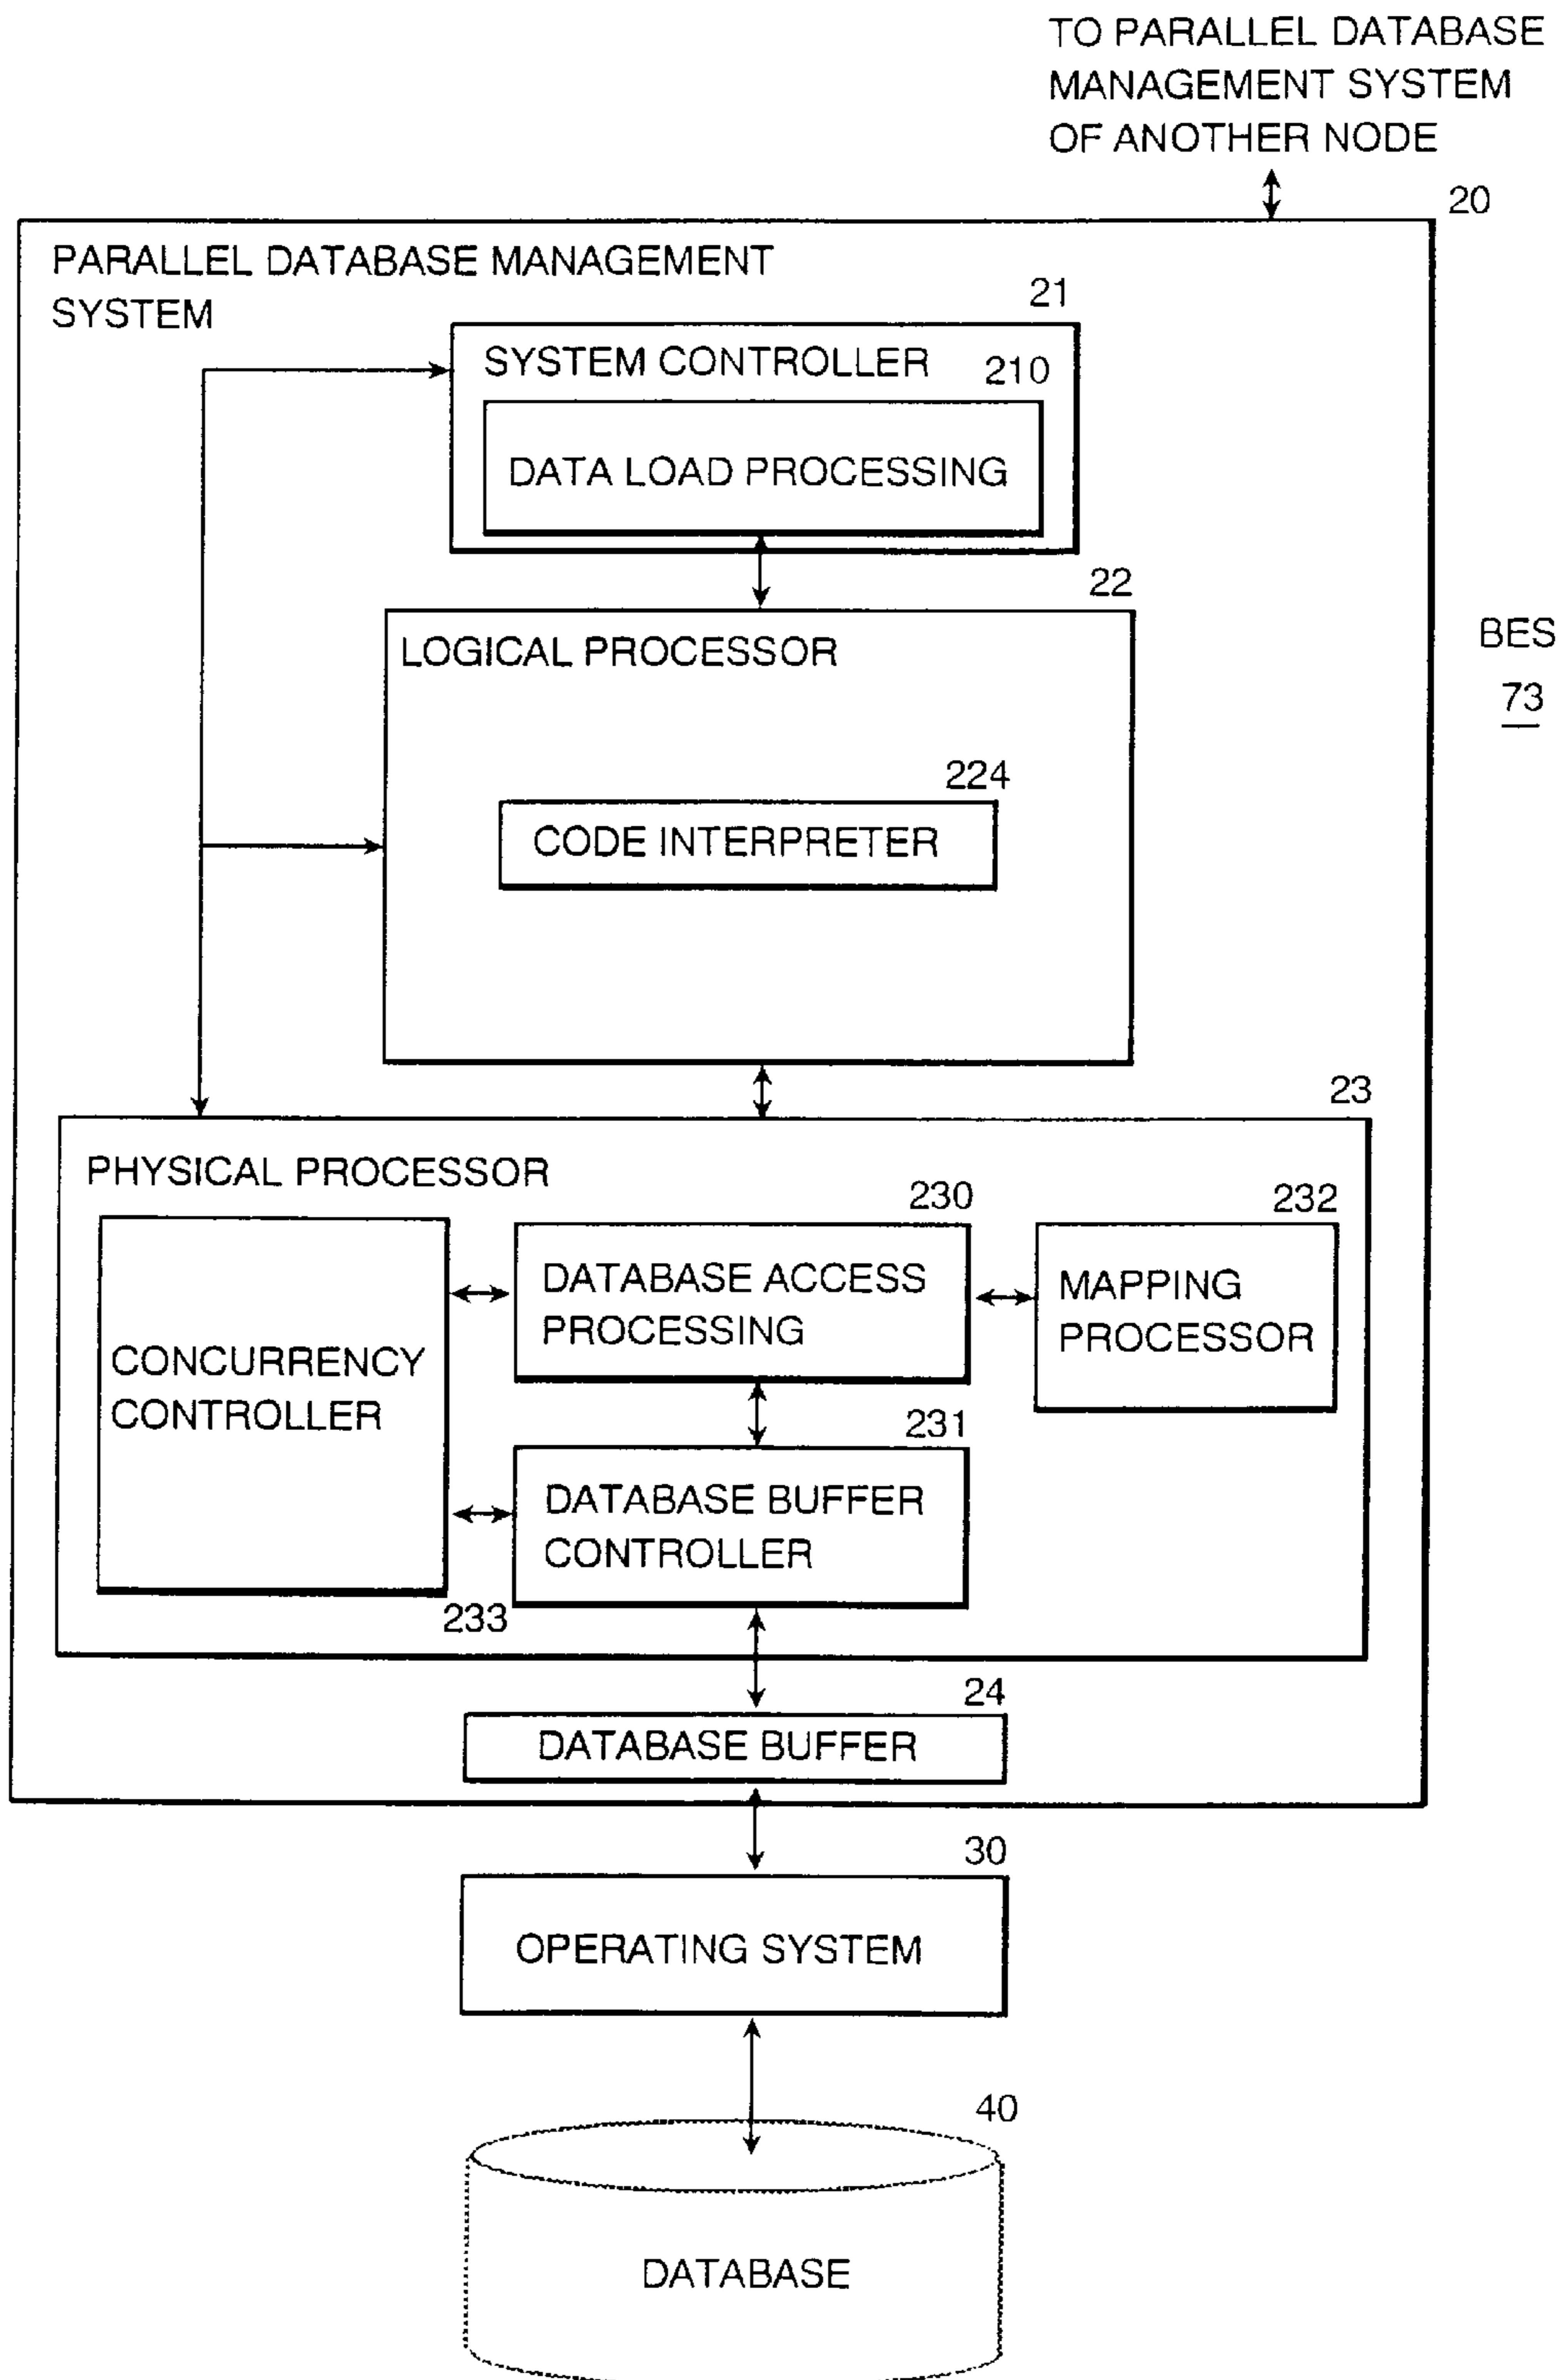 TO PARALLEL DATABASE
MANAGEMENT SYSTEM
OF ANOTHER NODE
20
PARALLEL DATABASE MANAGEMENT
SYSTEM
21
SYSTEM CONTROLLER
210
DATA LOAD PROCESSING
22
LOGICAL PROCESSOR
BES
73
224
CODE INTERPRETER
23
PHYSICAL PROCESSOR
230
232
DATABASE ACCESS
PROCESSING
MAPPING
PROCESSOR
CONCURRENCY
CONTROLLER
231
DATABASE BUFFER
CONTROLLER
233
24
DATABASE BUFFER
30
OPERATING SYSTEM
40
DATABASE